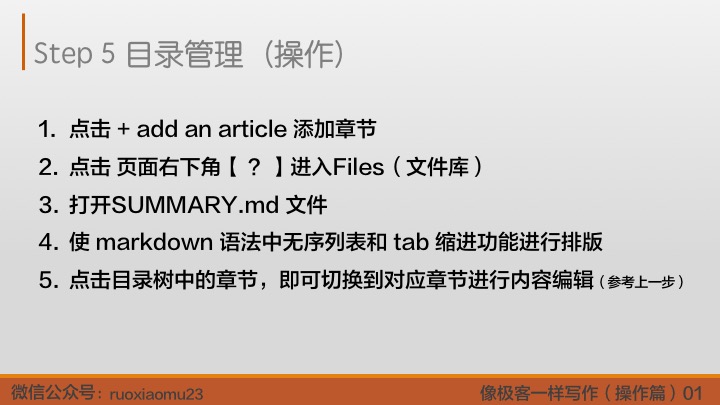 Step 5 目录管理（操作）
1. 点击 + add an article 添加章节
2. 点击 页面右下角【 ？ 】进入Files（文件库）
3. 打开SUMMARY.md 文件
4. 使 markdown 语法中无序列表和 tab 缩进功能进行排版
5. 点击目录树中的章节，即可切换到对应章节进行内容编辑（参考上一步）
微信公众号：ruoxiaomu23
像极客一样写作（操作篇）01